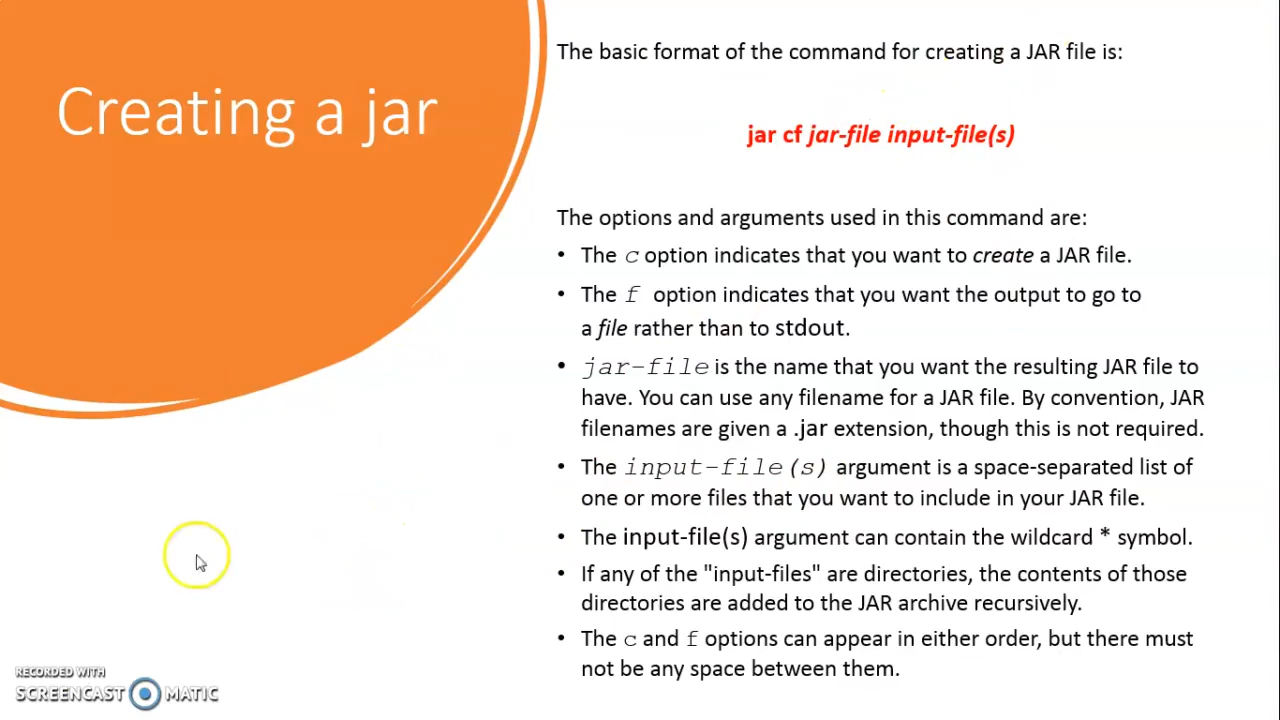 Creating a jar
The basic format of the command for creating a JAR file is:
jar cf jar-file input-file(s)
The options and arguments used in this command are:
• The c option indicates that you want to create a JAR file.
• The f option indicates that you want the output to go to
a file rather than to stdout.
• jar-file is the name that you want the resulting JAR file to
have. You can use any filename for a JAR file. By convention, JAR
filenames are given a .jar extension, though this is not required.
• The input-file(s) argument is a space-separated list of
one or more files that you want to include in your JAR file.
• The input-file(s) argument can contain the wildcard * symbol.
• If any of the "input-files" are directories, the contents of those
directories are added to the JAR archive recursively.
• The c and f options can appear in either order, but there must
not be any space between them.
RECORDED WITH
SCREENCAST MATIC